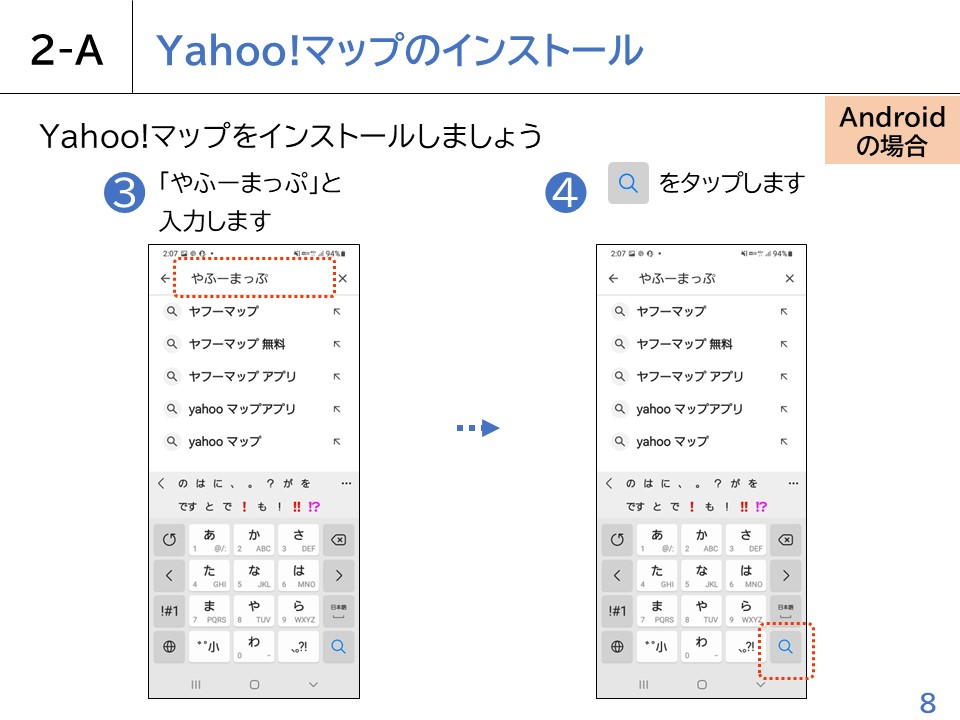 2-A
Yahoo!マップのインストール
Yahoo!マップをインストールしましょう
Android
の場合
3 「やふーまっぷ」と
入力します
2:07 94%
やふーまっぷ
ヤフーマップ
ヤフーマップ 無料
ヤフーマップ アプリ
yahoo マップアプリ
yahoo マップ
の は に 、 。 ? が を …
です と で ! も ! !! !?
あ 1 @/: か 2 ABC さ 3 DEF
た 4 GHI な 5 JKL は 6 MNO
!#1 ま 7 PQRS や 8 TUV ら 9 WXYZ 日本語
゛゜小 わ 0 − 、。?!
4 をタップします
2:07 94%
やふーまっぷ
ヤフーマップ
ヤフーマップ 無料
ヤフーマップ アプリ
yahoo マップアプリ
yahoo マップ
の は に 、 。 ? が を …
です と で ! も ! !! !?
あ 1 @/: か 2 ABC さ 3 DEF
た 4 GHI な 5 JKL は 6 MNO
!#1 ま 7 PQRS や 8 TUV ら 9 WXYZ 日本語
゛゜小 わ 0 − 、。?!
8